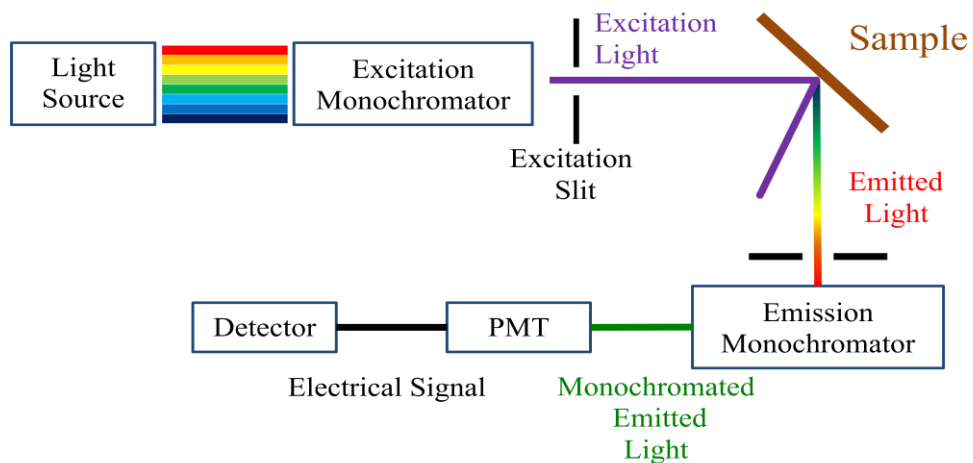 Light
Source
Excitation
Monochromator
Excitation
Light
Sample
Excitation
Slit
Emitted
Light
Detector
PMT
Emission
Monochromator
Electrical Signal
Monochromated
Emitted
Light